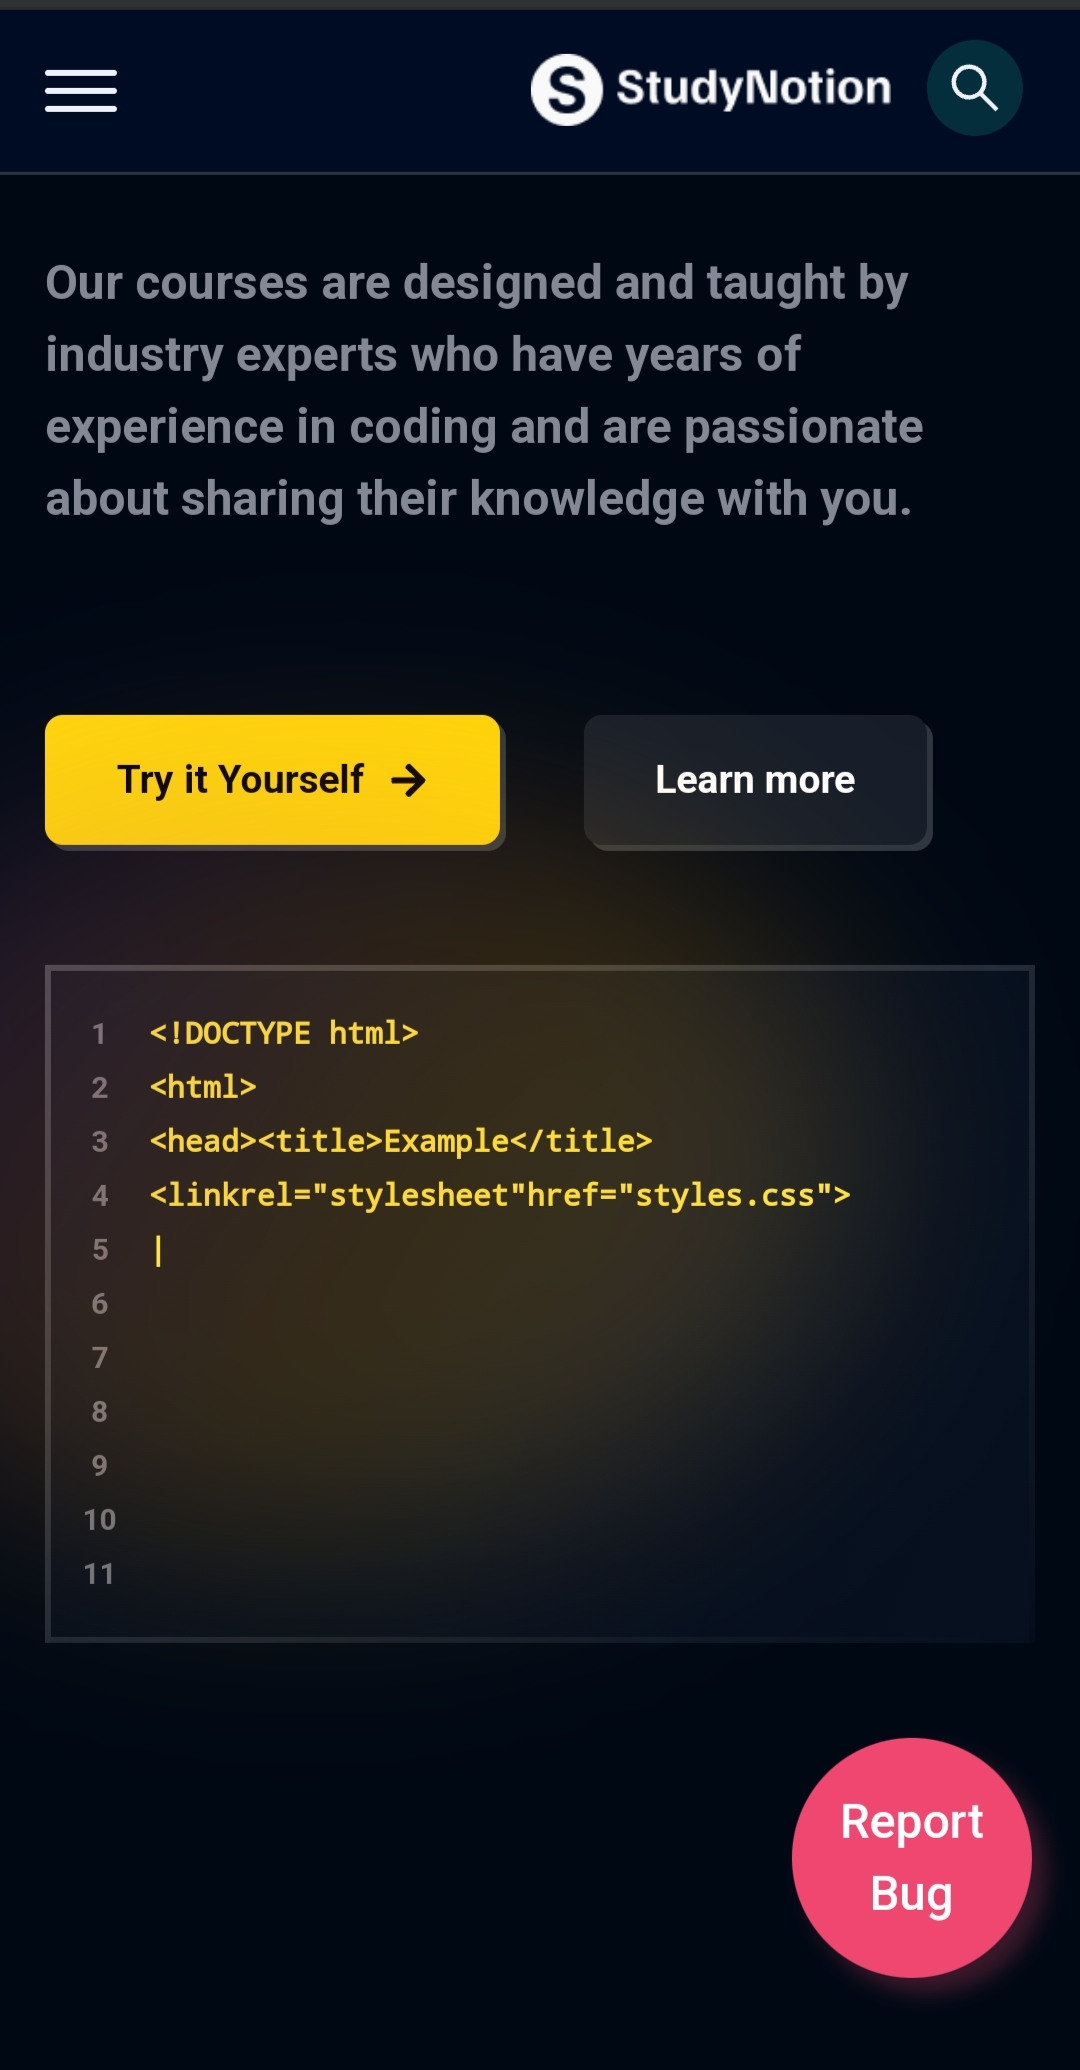 S StudyNotion
Our courses are designed and taught by
industry experts who have years of
experience in coding and are passionate
about sharing their knowledge with you.
Try it Yourself →
Learn more
1 <!DOCTYPE html>
2 <html>
3 <head><title>Example</title>
4 <linkrel="stylesheet"href="styles.css">
5 |
6
7
8
9
10
11
Report
Bug